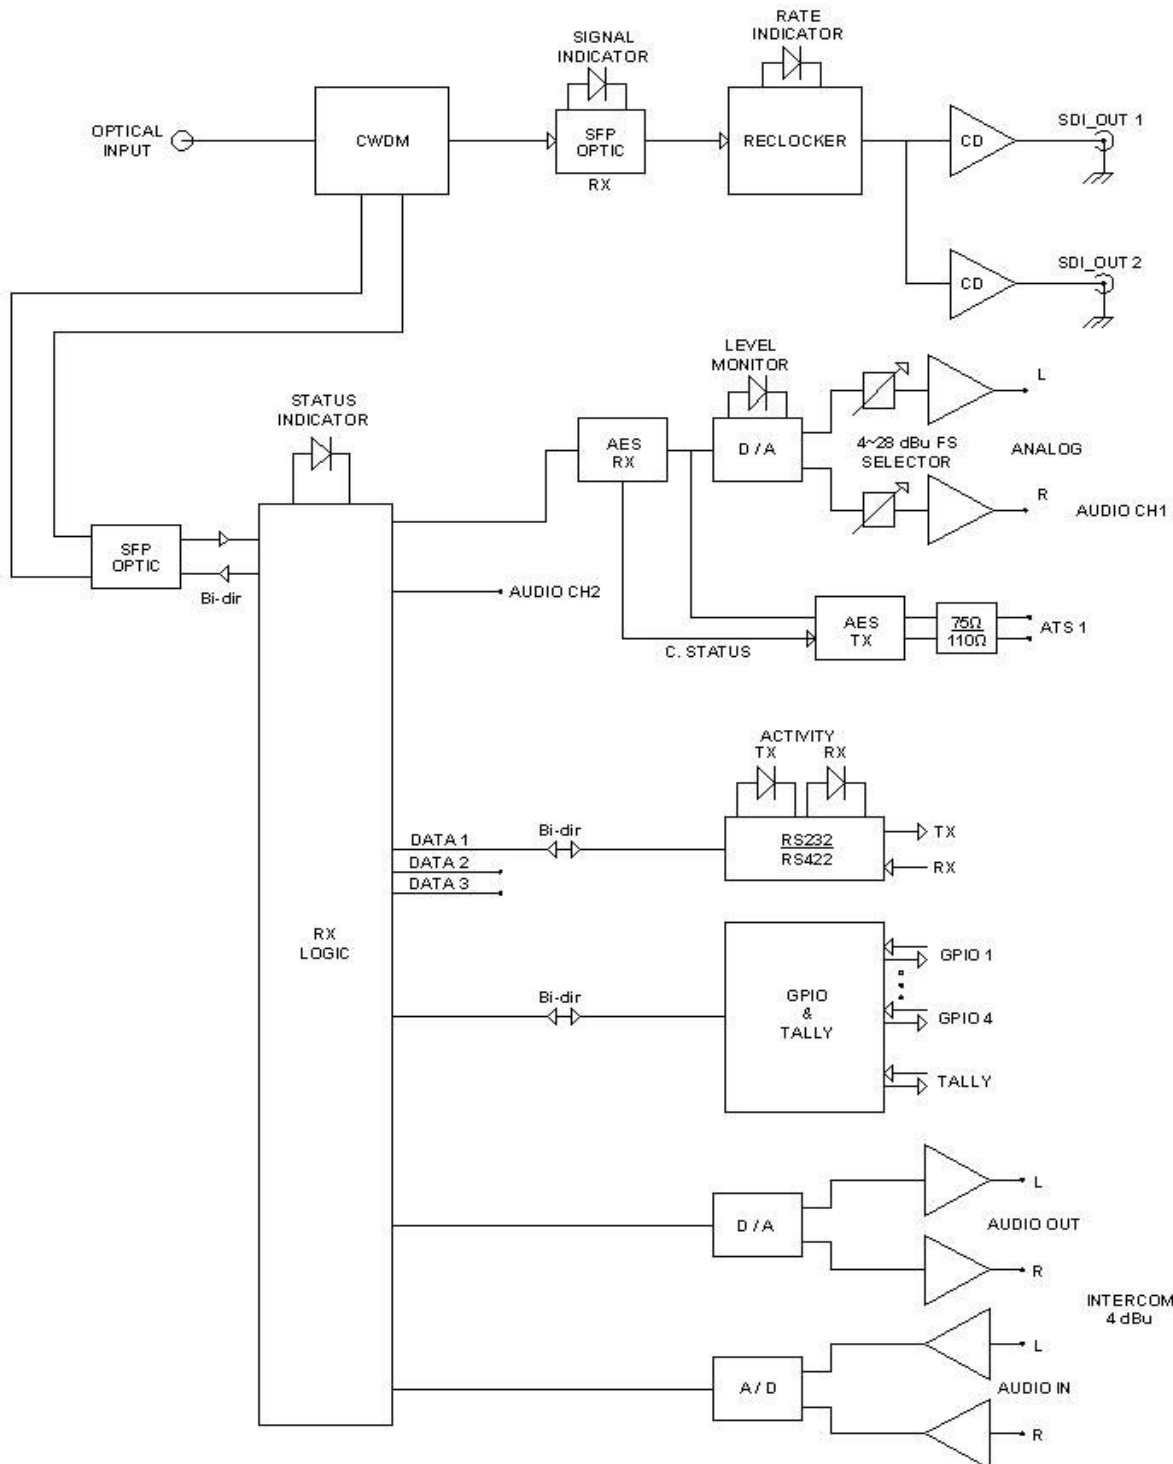 RATE
INDICATOR
SIGNAL
INDICATOR
OPTICAL
INPUT
CWDM
SFP
OPTIC
RX
RECLOCKER
CD
SDI_OUT 1
CD
SDI_OUT 2
LEVEL
MONITOR
STATUS
INDICATOR
AES
RX
D / A
4~28 dBu FS
SELECTOR
L
ANALOG
R
AUDIO CH1
SFP
OPTIC
Bi-dir
AUDIO CH2
C. STATUS
AES
TX
75Ω
110Ω
ATS 1
ACTIVITY
TX
RX
DATA 1
Bi-dir
RS232
RS422
TX
RX
DATA 2
DATA 3
RX
LOGIC
Bi-dir
GPIO
&
TALLY
GPIO 1
GPIO 4
TALLY
D / A
L
AUDIO OUT
R
INTERCOM
4 dBu
A / D
L
AUDIO IN
R